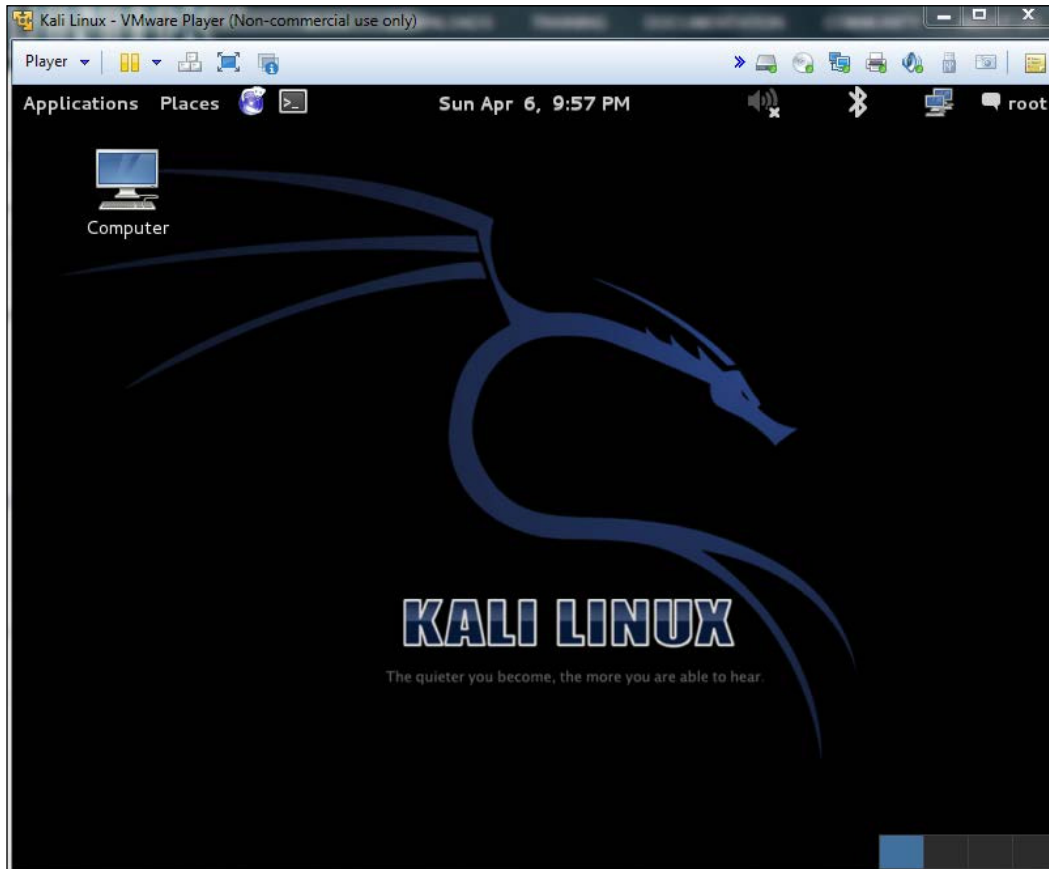 Kali Linux - VMware Player (Non-commercial use only)
Player
Applications Places Sun Apr 6, 9:57 PM root
Computer
KALI LINUX
The quieter you become, the more you are able to hear.